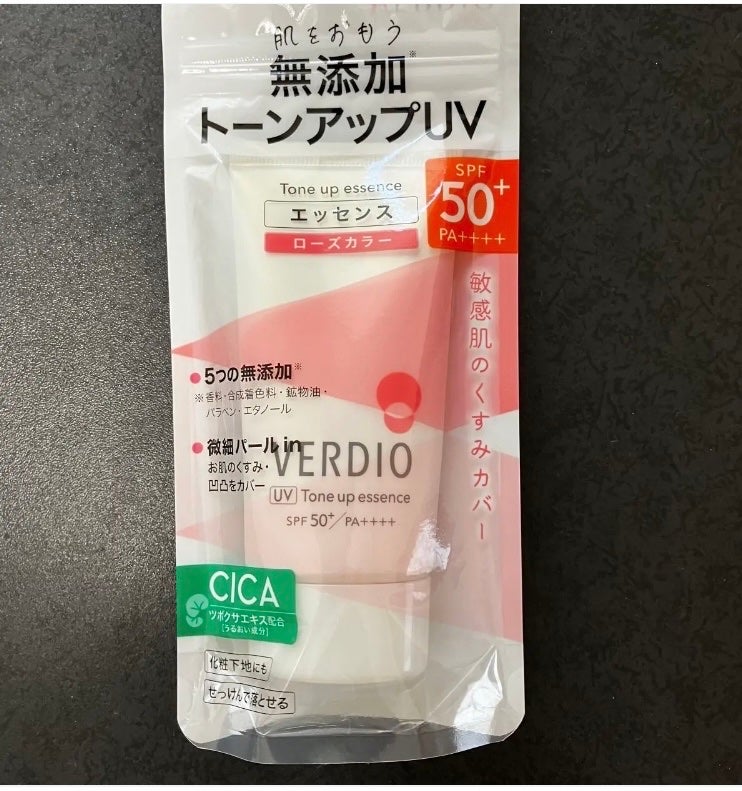 肌をおもう
無添加※
トーンアップUV
SPF
50+
PA++++
Tone up essence
エッセンス
ローズカラー
敏感肌のくすみカバー
●5つの無添加※
※香料・合成着色料・鉱物油・
パラベン・エタノール
●微細パール in
お肌のくすみ・
凹凸をカバー
VERDIO
UV Tone up essence
SPF 50+/PA++++
CICA
ツボクサエキス配合
[うるおい成分]
化粧下地にも
せっけんで落とせる